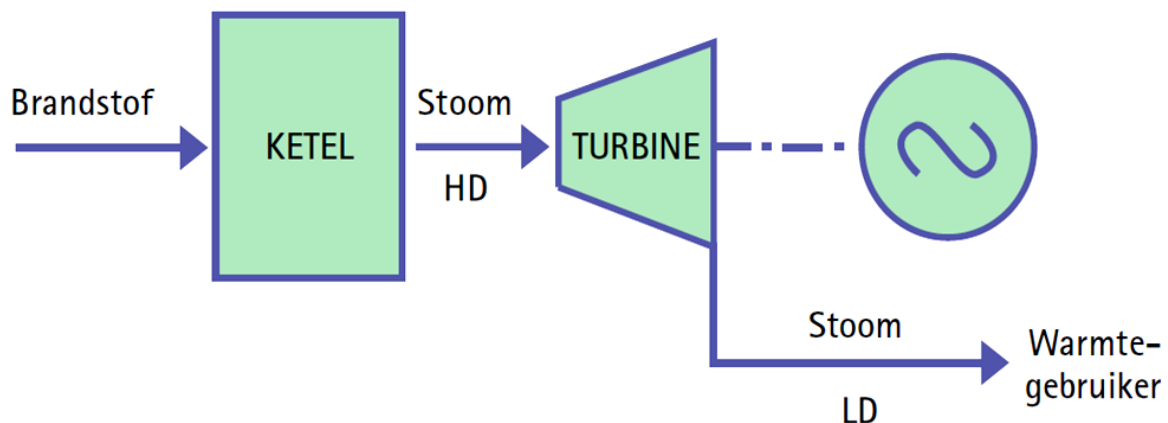 Brandstof
KETEL
Stoom
HD
TURBINE
Stoom
LD
Warmte-
gebruiker